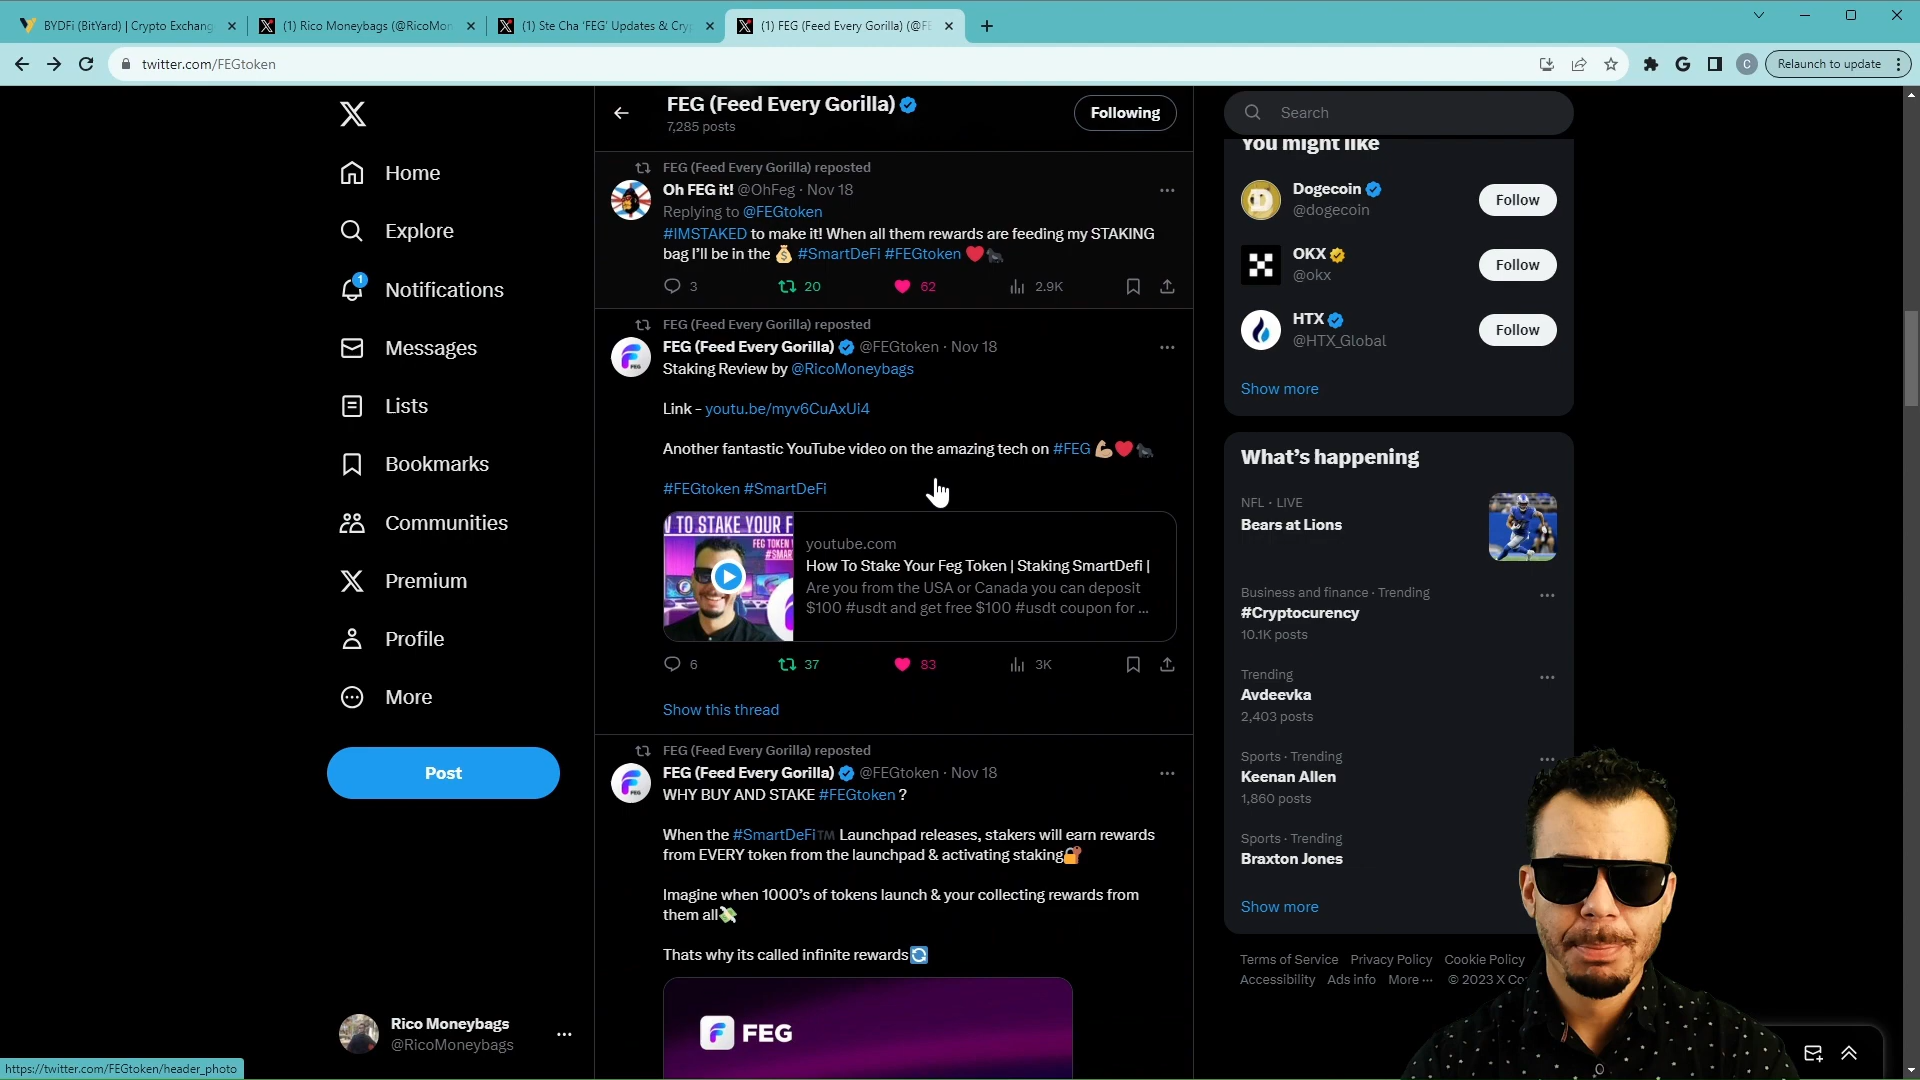 BYDFi (BitYard) | Crypto Exchang
(1) Rico Moneybags (@RicoMon
(1) Ste Cha 'FEG' Updates & Cry
(1) FEG (Feed Every Gorilla) (@FE
twitter.com/FEGtoken
C
Relaunch to update
Home
Explore
1
Notifications
Messages
Lists
Bookmarks
Communities
Premium
Profile
More
Post
Rico Moneybags
@RicoMoneybags
https://twitter.com/FEGtoken/header_photo
FEG (Feed Every Gorilla)
7,285 posts
Following
FEG (Feed Every Gorilla) reposted
Oh FEG it! @OhFeg · Nov 18
Replying to @FEGtoken
#IMSTAKED to make it! When all them rewards are feeding my STAKING
bag I'll be in the 💰 #SmartDeFi #FEGtoken ❤️🦍
3 20 62 2.9K
FEG (Feed Every Gorilla) reposted
FEG (Feed Every Gorilla) @FEGtoken · Nov 18
Staking Review by @RicoMoneybags
Link - youtu.be/myv6CuAxUi4
Another fantastic YouTube video on the amazing tech on #FEG 💪🏼❤️🦍
#FEGtoken #SmartDeFi
youtube.com
How To Stake Your Feg Token | Staking SmartDefi |
Are you from the USA or Canada you can deposit
$100 #usdt and get free $100 #usdt coupon for ...
6 37 83 3K
Show this thread
FEG (Feed Every Gorilla) reposted
FEG (Feed Every Gorilla) @FEGtoken · Nov 18
WHY BUY AND STAKE #FEGtoken ?
When the #SmartDeFi™️ Launchpad releases, stakers will earn rewards
from EVERY token from the launchpad & activating staking🔐
Imagine when 1000's of tokens launch & your collecting rewards from
them all💸
Thats why its called infinite rewards🔄
FEG
Search
You might like
Dogecoin
@dogecoin
Follow
OKX
@okx
Follow
HTX
@HTX_Global
Follow
Show more
What's happening
NFL · LIVE
Bears at Lions
Business and finance · Trending
#Cryptocurency
10.1K posts
Trending
Avdeevka
2,403 posts
Sports · Trending
Keenan Allen
1,860 posts
Sports · Trending
Braxton Jones
Show more
Terms of Service Privacy Policy Cookie Policy
Accessibility Ads info More ··· © 2023 X Co